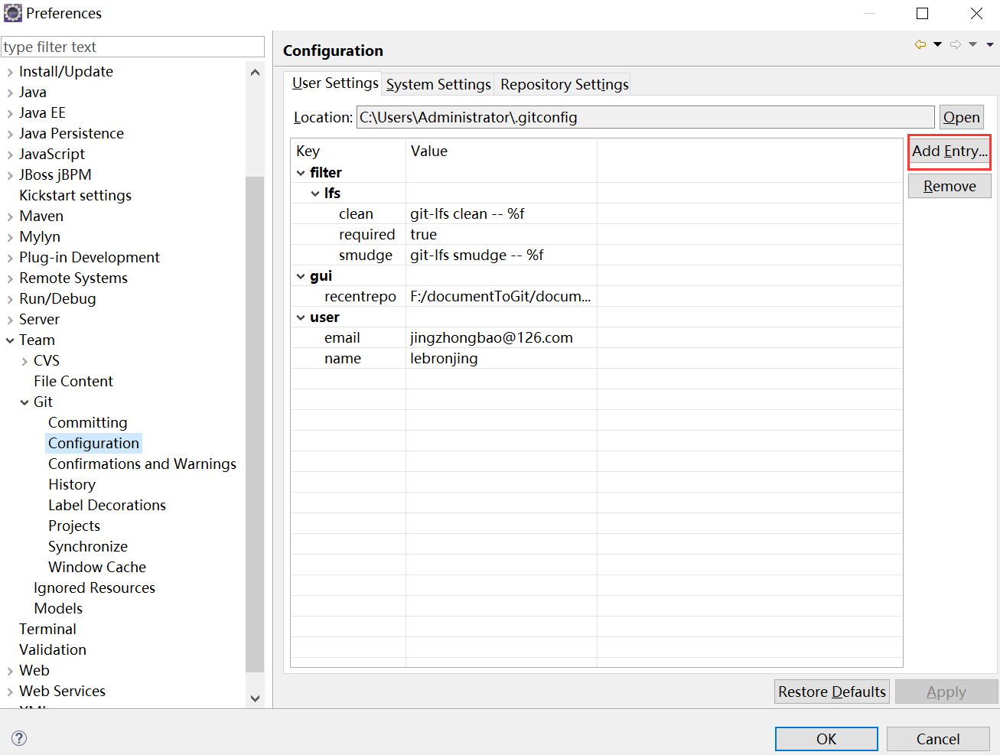 Preferences
type filter text
Install/Update
Java
Java EE
Java Persistence
JavaScript
JBoss jBPM
Kickstart settings
Maven
Mylyn
Plug-in Development
Remote Systems
Run/Debug
Server
Team
CVS
File Content
Git
Committing
Configuration
Confirmations and Warnings
History
Label Decorations
Projects
Synchronize
Window Cache
Ignored Resources
Models
Terminal
Validation
Web
Web Services
Configuration
User Settings System Settings Repository Settings
Location: C:\Users\Administrator\.gitconfig Open
Key Value Add Entry...
filter
Remove
lfs
clean git-lfs clean -- %f
required true
smudge git-lfs smudge -- %f
gui
recentrepo F:/documentToGit/docum...
user
email jingzhongbao@126.com
name lebronjing
Restore Defaults Apply
? OK Cancel